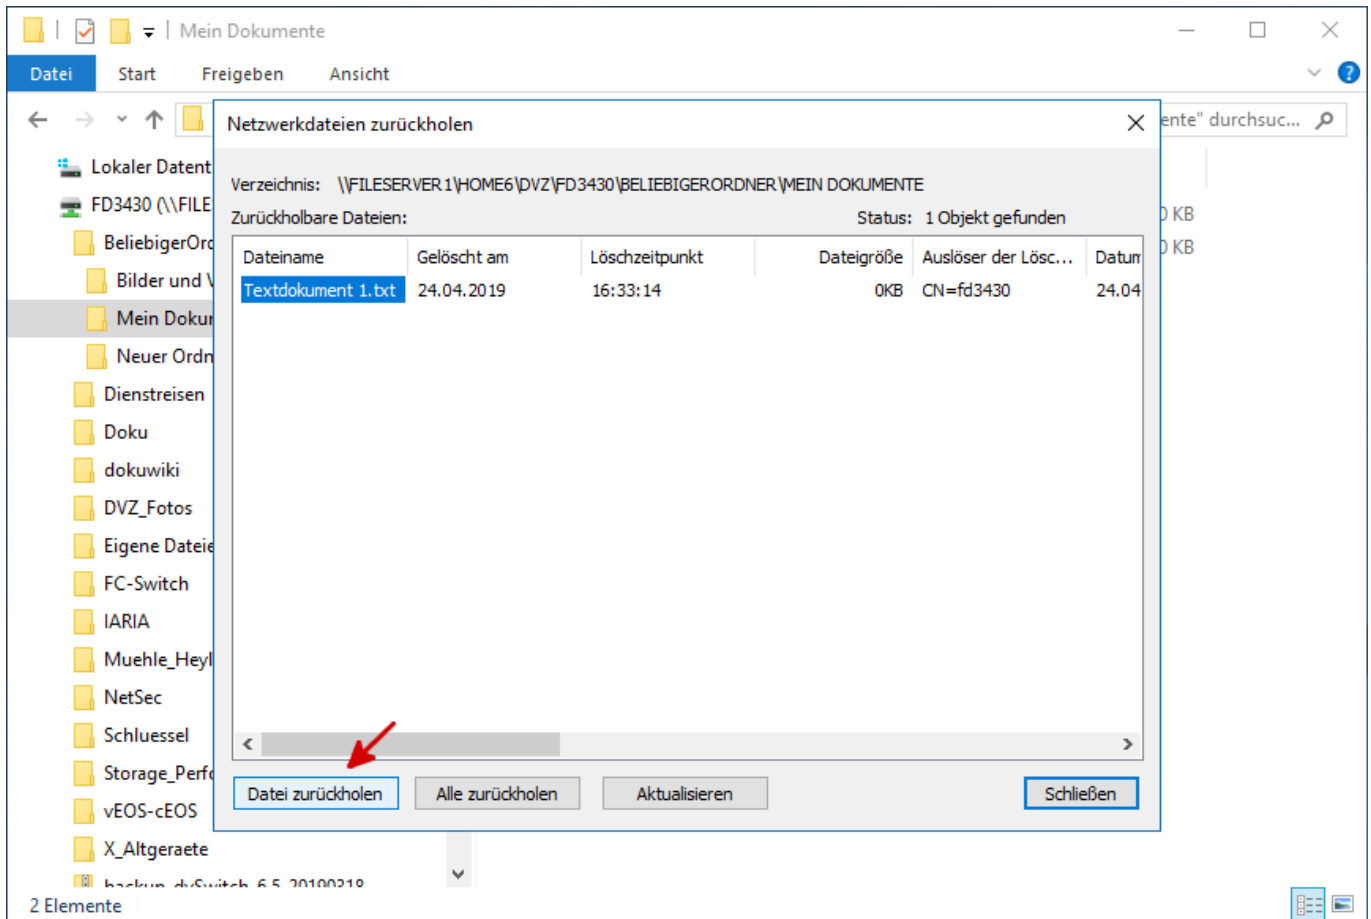 Mein Dokumente
Datei Start Freigeben Ansicht
ente" durchsuc...
Netzwerkdateien zurückholen
Verzeichnis: \\FILESERVER1\HOME6\DVZ\FD3430\BELIEBIGERORDNER\MEIN DOKUMENTE
Zurückholbare Dateien: Status: 1 Objekt gefunden
Dateiname Gelöscht am Löschzeitpunkt Dateigröße Auslöser der Lösc... Datum
Textdokument 1.txt 24.04.2019 16:33:14 0KB CN=fd3430 24.04
0 KB
0 KB
Datei zurückholen Alle zurückholen Aktualisieren Schließen
Lokaler Datent
FD3430 (\\FILE
BeliebigerOrd
Bilder und V
Mein Dokur
Neuer Ordn
Dienstreisen
Doku
dokuwiki
DVZ_Fotos
Eigene Dateie
FC-Switch
IARIA
Muehle_Heyl
NetSec
Schluessel
Storage_Perfo
vEOS-cEOS
X_Altgeraete
backup_dvSwitch_6.5_20190318
2 Elemente